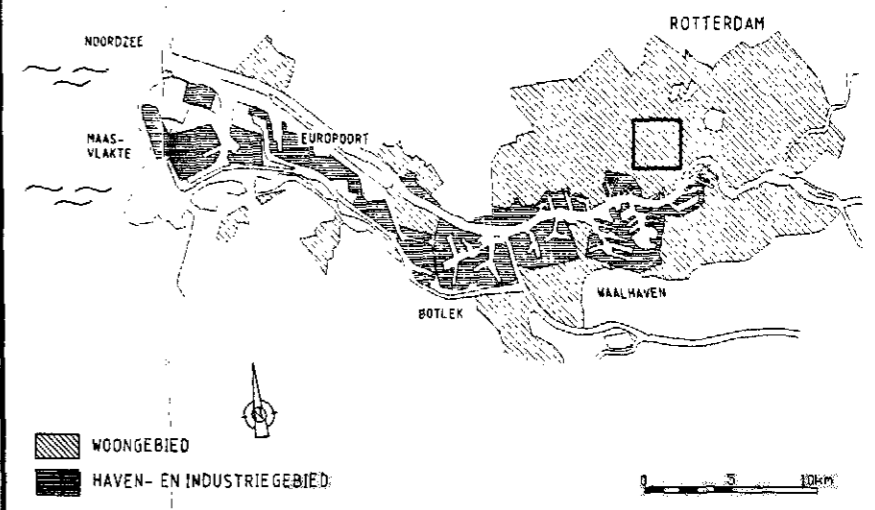 ROTTERDAM
NOORDZEE
MAAS-
VLAKTE
EUROPOORT
WAALHAVEN
BOTLEK
WOONGEBIED
HAVEN- EN INDUSTRIEGEBIED
0 5 10km